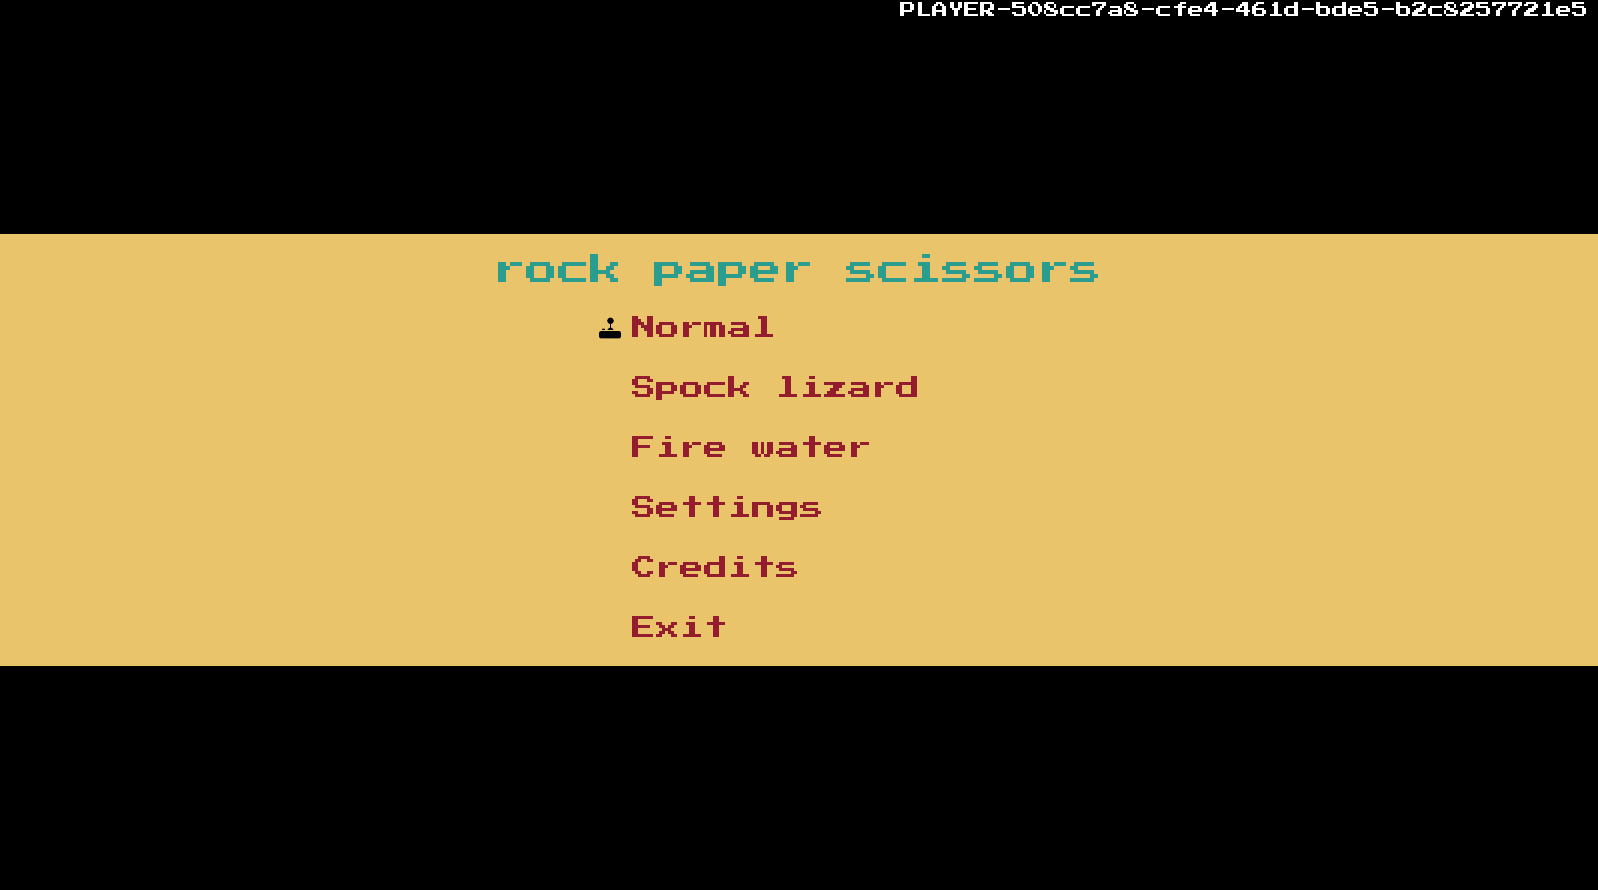 PLAYER-508cc7a8-cfe4-461d-bde5-b2c8257721e5
rock paper scissors
Normal
Spock lizard
Fire water
Settings
Credits
Exit